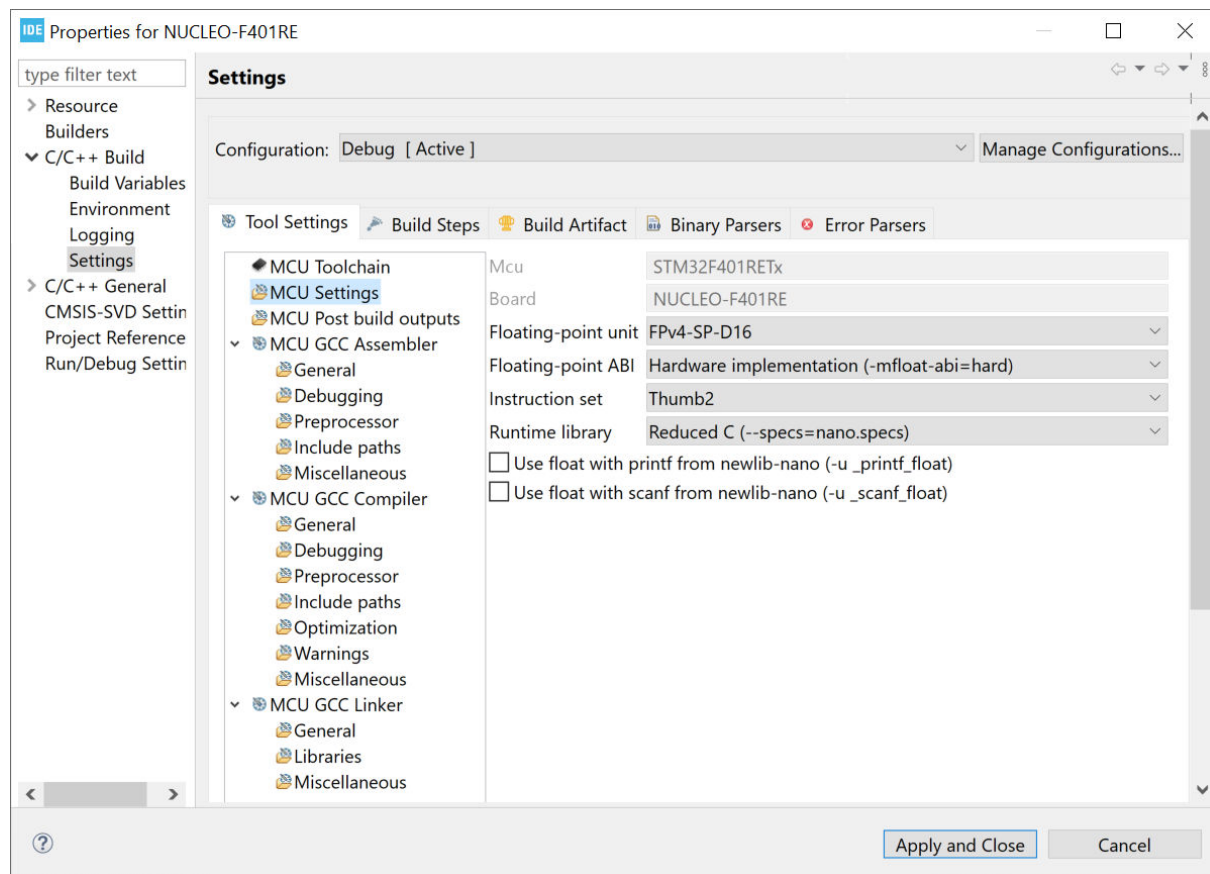 IDE Properties for NUCLEO-F401RE
type filter text
Resource
Builders
C/C++ Build
Build Variables
Environment
Logging
Settings
C/C++ General
CMSIS-SVD Settin
Project Reference
Run/Debug Settin
Settings
Configuration: Debug [ Active ] Manage Configurations...
Tool Settings Build Steps Build Artifact Binary Parsers Error Parsers
MCU Toolchain
MCU Settings
MCU Post build outputs
MCU GCC Assembler
General
Debugging
Preprocessor
Include paths
Miscellaneous
MCU GCC Compiler
General
Debugging
Preprocessor
Include paths
Optimization
Warnings
Miscellaneous
MCU GCC Linker
General
Libraries
Miscellaneous
Mcu STM32F401RETx
Board NUCLEO-F401RE
Floating-point unit FPv4-SP-D16
Floating-point ABI Hardware implementation (-mfloat-abi=hard)
Instruction set Thumb2
Runtime library Reduced C (--specs=nano.specs)
Use float with printf from newlib-nano (-u _printf_float)
Use float with scanf from newlib-nano (-u _scanf_float)
? Apply and Close Cancel